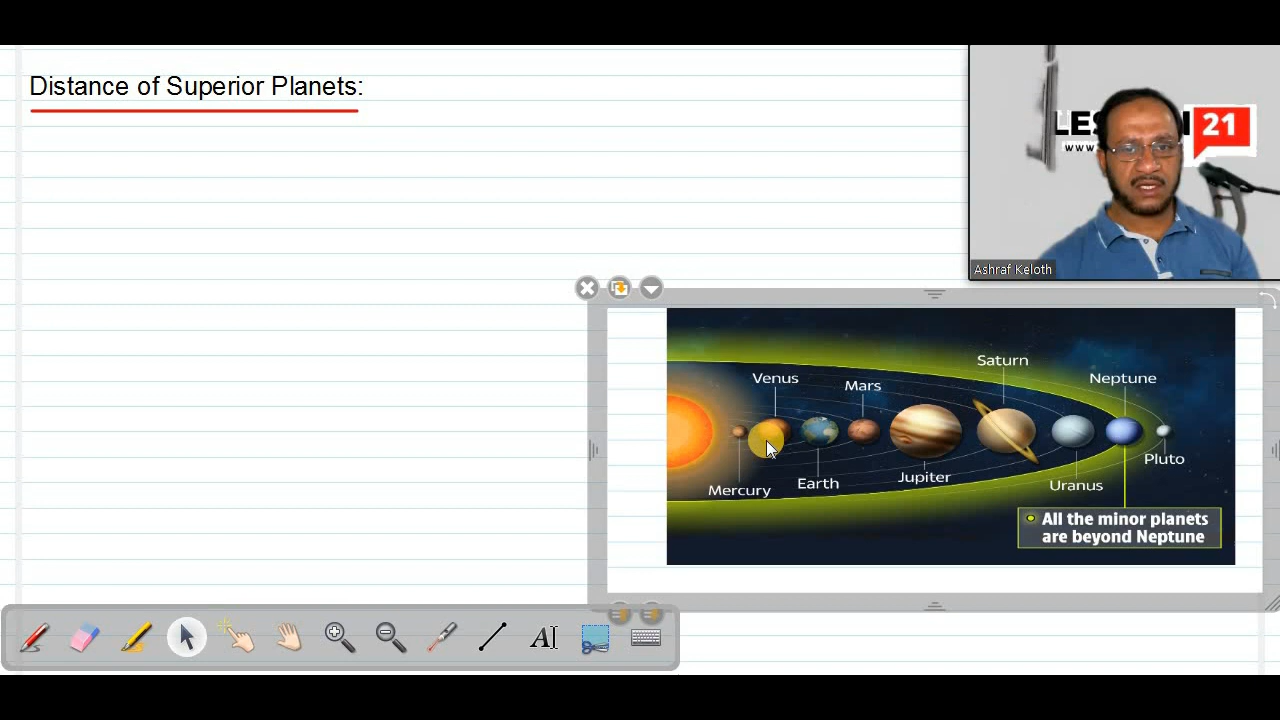 Distance of Superior Planets:
21
Ashraf Keloth
Saturn
Venus
Mars
Neptune
Pluto
Mercury
Earth
Jupiter
Uranus
All the minor planets
are beyond Neptune
A